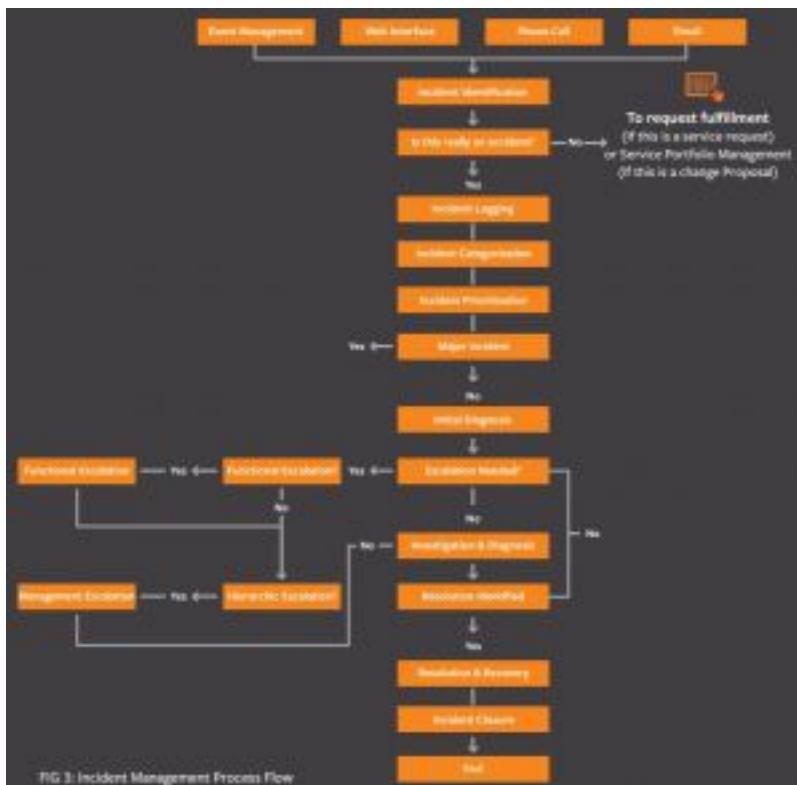 Event Management
Web Interface
Phone Call
Email
Incident Identification
To request fulfillment
(If this is a service request)
or Service Portfolio Management
(If this is a change Proposal)
Is this really an incident?
No
Yes
Incident Logging
Incident Categorization
Incident Prioritization
Yes
Major Incident
No
Initial Diagnosis
Functional Escalation
Yes
Functional Escalation?
Yes
Escalation Needed?
No
No
No
Investigation & Diagnosis
No
Management Escalation
Yes
Hierarchic Escalation?
Resolution Identified
Yes
Resolution & Recovery
Incident Closure
End
FIG 3: Incident Management Process Flow